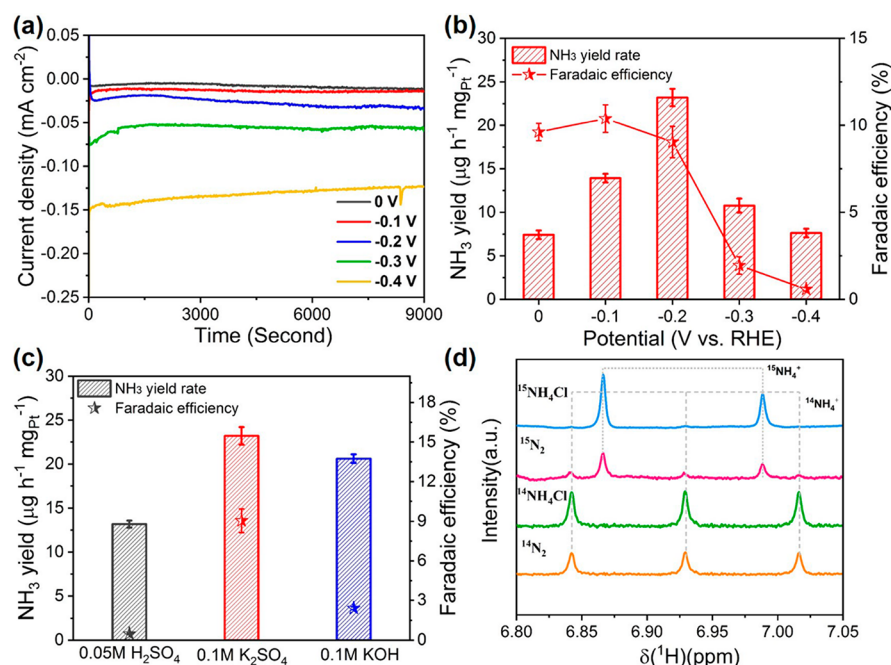 (a)
0.05
0.00
-0.05
-0.10
-0.15
-0.20
-0.25
Current density (mA cm⁻²)
0 V
-0.1 V
-0.2 V
-0.3 V
-0.4 V
0
3000
6000
9000
Time (Second)
(b)
30
25
20
15
10
5
0
NH₃ yield (μg h⁻¹ mgPt⁻¹)
NH₃ yield rate
Faradaic efficiency
15
10
5
0
Faradaic efficiency (%)
0
-0.1
-0.2
-0.3
-0.4
Potential (V vs. RHE)
(c)
30
25
20
15
10
5
0
NH₃ yield (μg h⁻¹ mgPt⁻¹)
NH₃ yield rate
Faradaic efficiency
18
15
12
9
6
3
0
Faradaic efficiency (%)
0.05M H₂SO₄
0.1M K₂SO₄
0.1M KOH
(d)
Intensity(a.u.)
¹⁵NH₄⁺
¹⁵NH₄Cl
¹⁴NH₄⁺
¹⁵N₂
¹⁴NH₄Cl
¹⁴N₂
6.80
6.85
6.90
6.95
7.00
7.05
δ(¹H)(ppm)